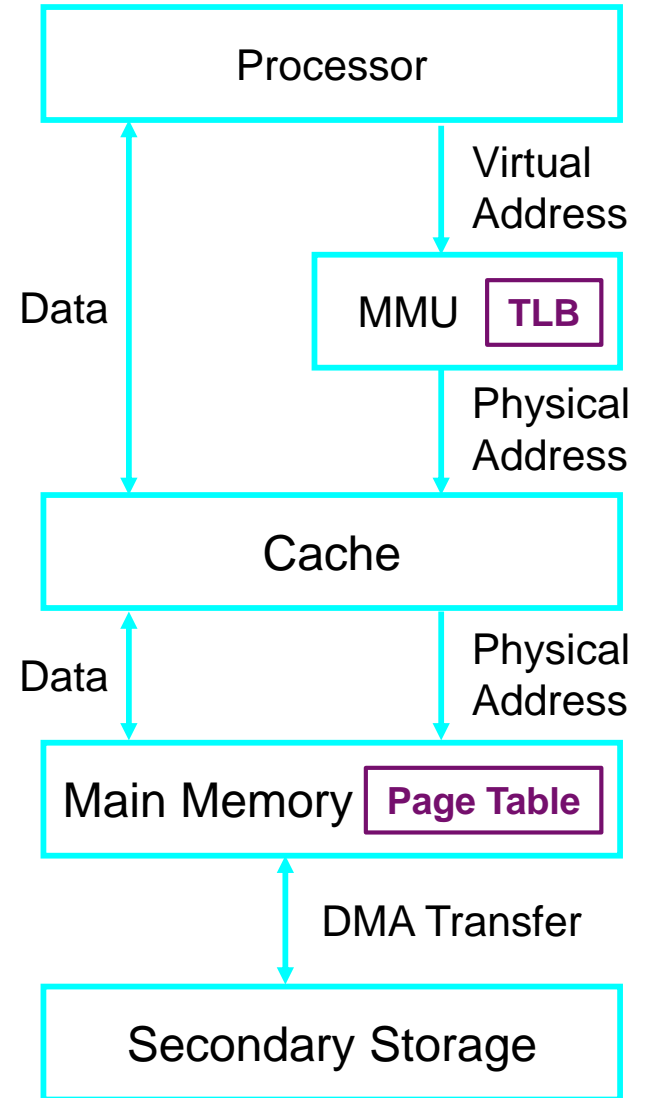 Processor
Virtual
Address
Data
MMU
TLB
Physical
Address
Cache
Data
Physical
Address
Main Memory
Page Table
DMA Transfer
Secondary Storage